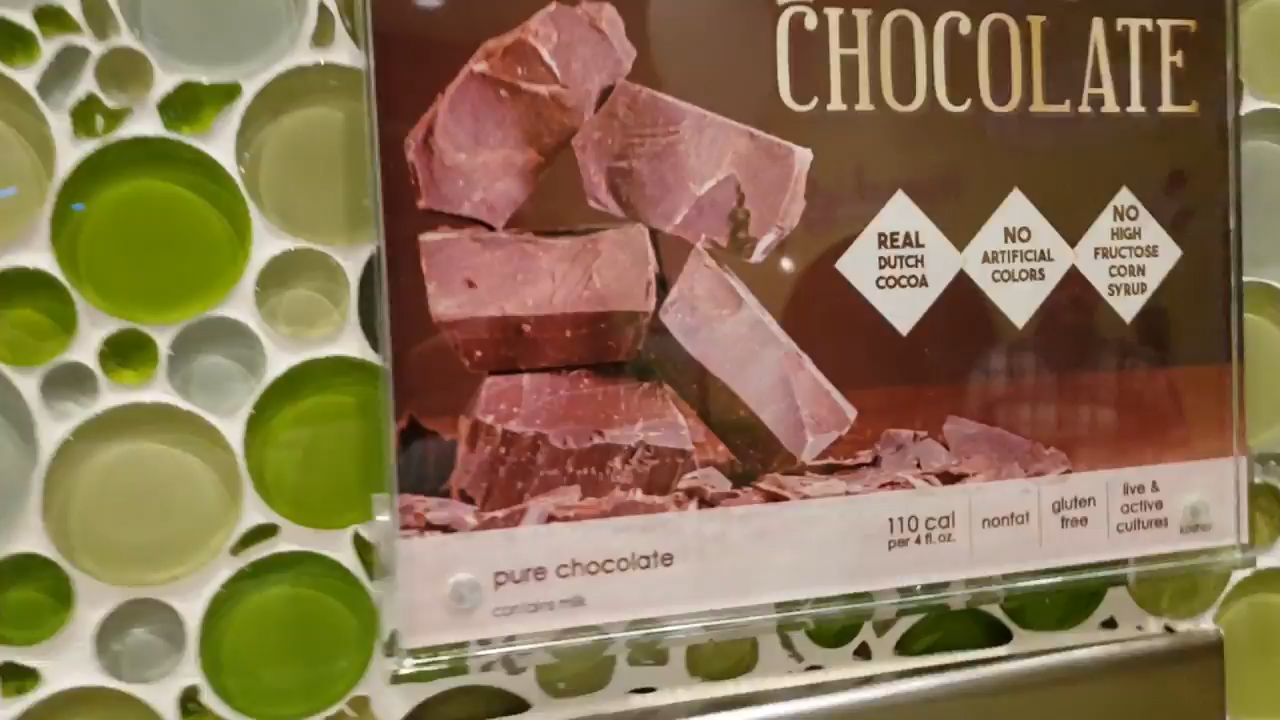 CHOCOLATE
REAL
DUTCH
COCOA
NO
ARTIFICIAL
COLORS
NO
HIGH
FRUCTOSE
CORN
SYRUP
110 cal
per 4 fl. oz.
nonfat
gluten
free
live &
active
cultures
kosher
pure chocolate
contains milk